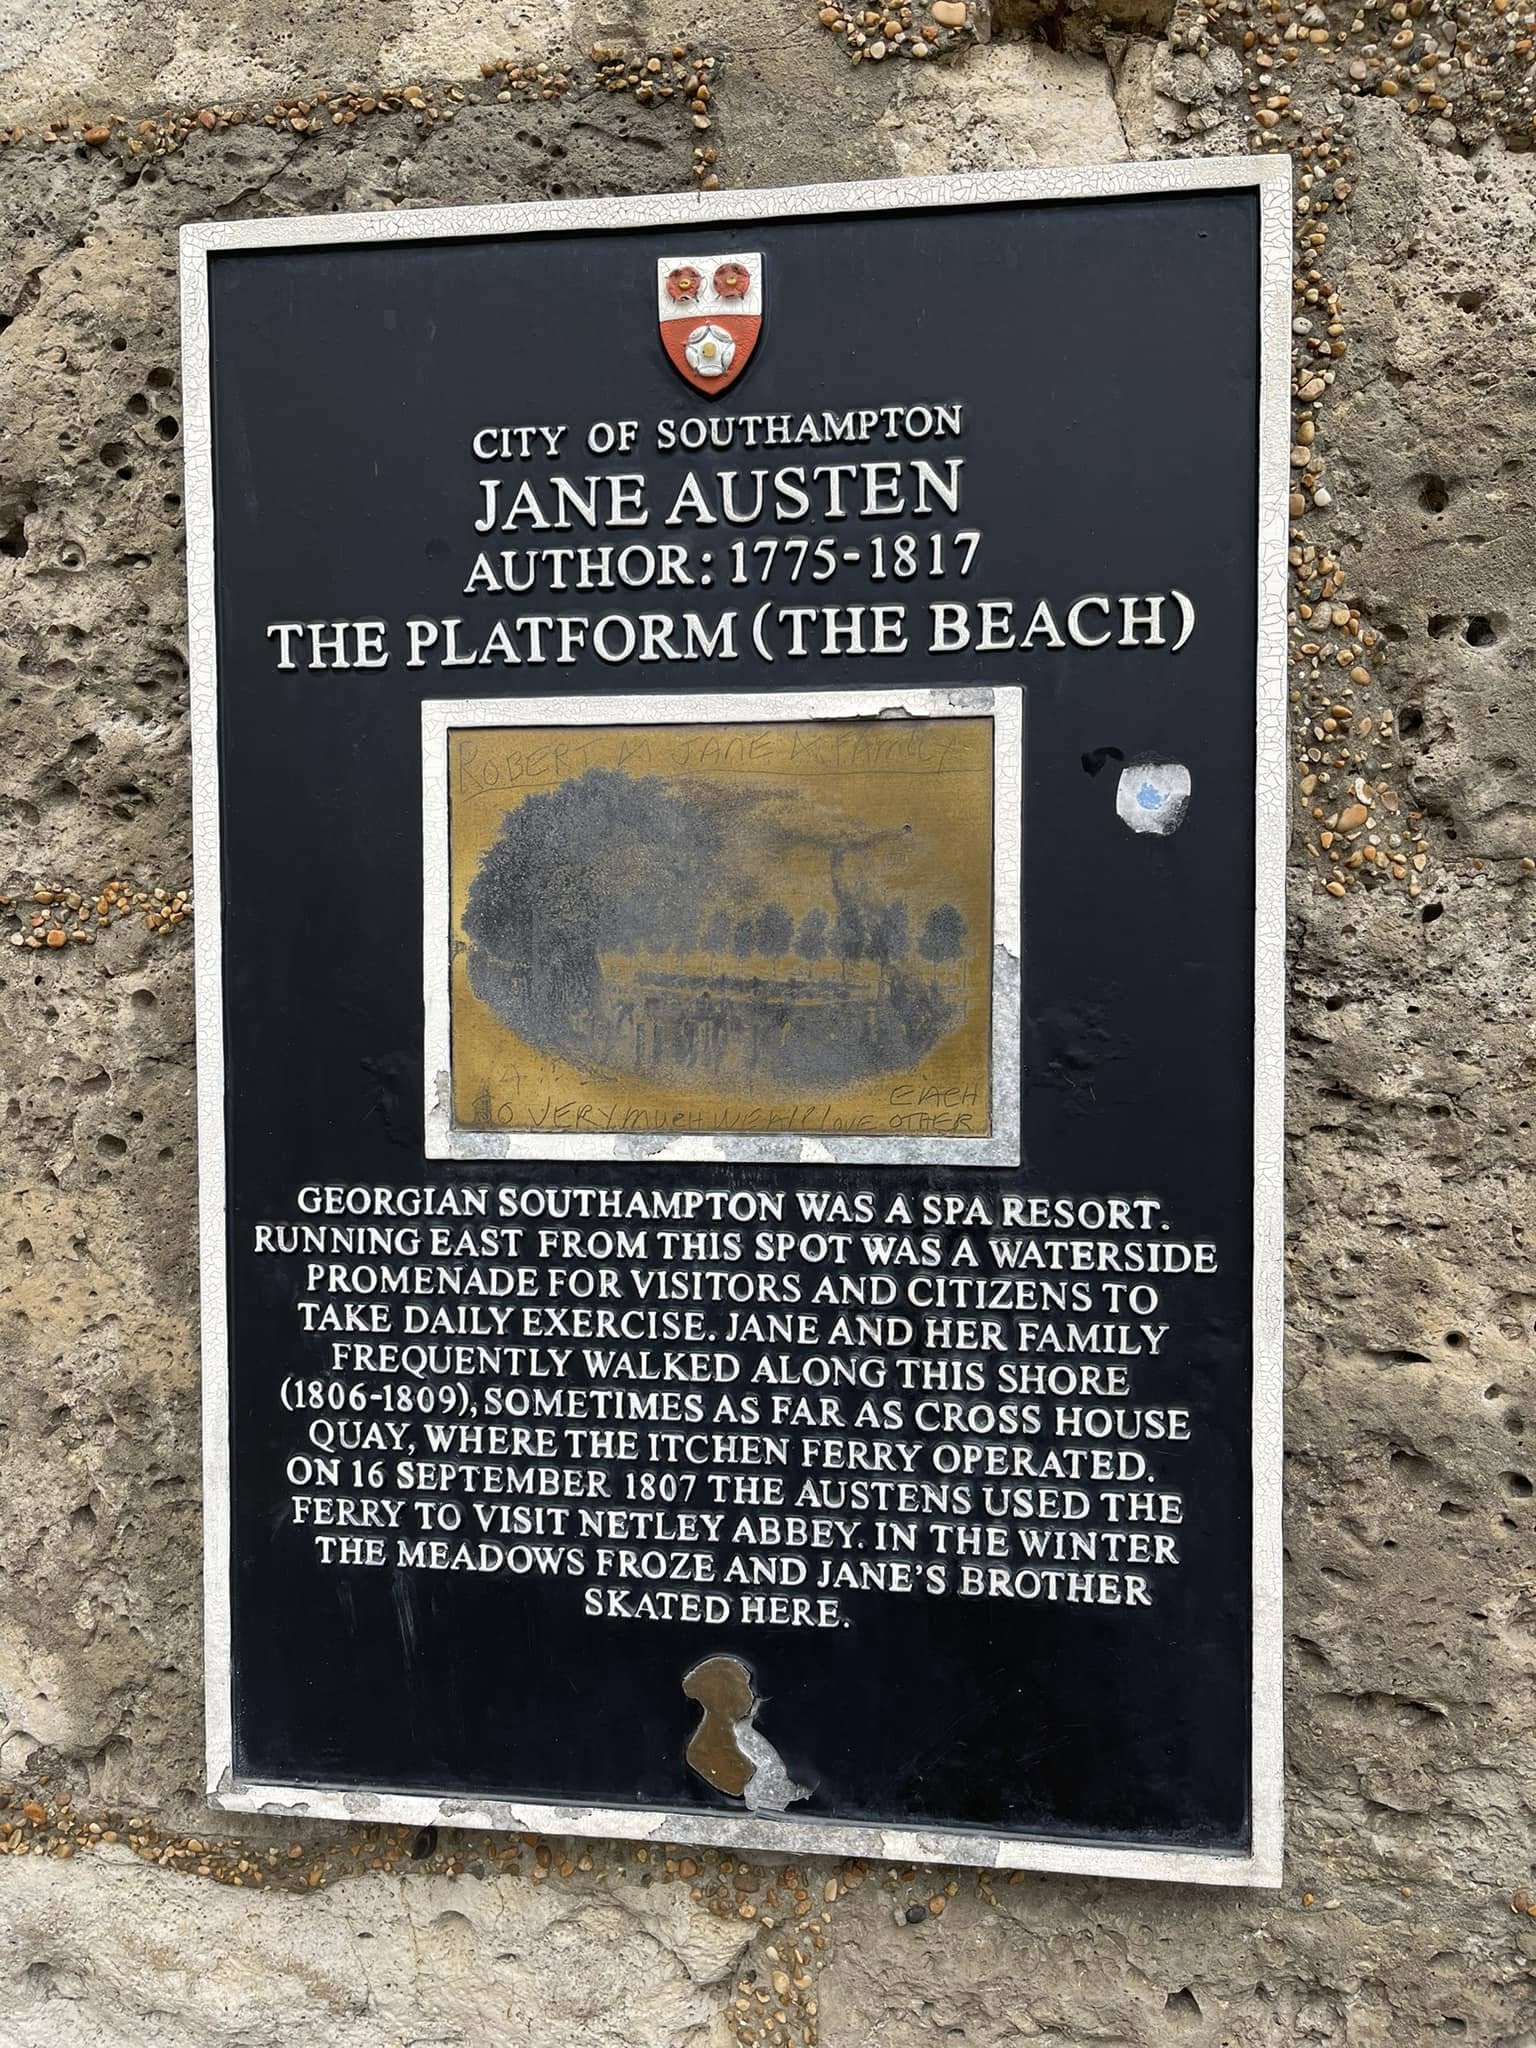 CITY OF SOUTHAMPTON
JANE AUSTEN
AUTHOR: 1775-1817
THE PLATFORM (THE BEACH)
ROBERT JANE FAMILY
EACH
SO VERY MUCH WE ALL LOVE OTHER
GEORGIAN SOUTHAMPTON WAS A SPA RESORT.
RUNNING EAST FROM THIS SPOT WAS A WATERSIDE
PROMENADE FOR VISITORS AND CITIZENS TO
TAKE DAILY EXERCISE. JANE AND HER FAMILY
FREQUENTLY WALKED ALONG THIS SHORE
(1806-1809), SOMETIMES AS FAR AS CROSS HOUSE
QUAY, WHERE THE ITCHEN FERRY OPERATED.
ON 16 SEPTEMBER 1807 THE AUSTENS USED THE
FERRY TO VISIT NETLEY ABBEY. IN THE WINTER
THE MEADOWS FROZE AND JANE'S BROTHER
SKATED HERE.